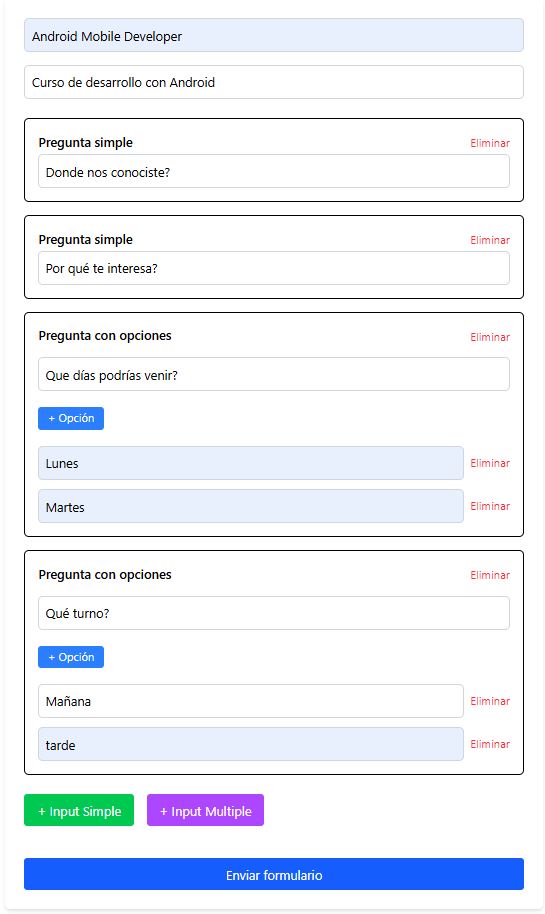 Android Mobile Developer
Curso de desarrollo con Android
Pregunta simple Eliminar
Donde nos conociste?
Pregunta simple Eliminar
Por qué te interesa?
Pregunta con opciones Eliminar
Que días podrías venir?
+ Opción
Lunes Eliminar
Martes Eliminar
Pregunta con opciones Eliminar
Qué turno?
+ Opción
Mañana Eliminar
tarde Eliminar
+ Input Simple + Input Multiple
Enviar formulario